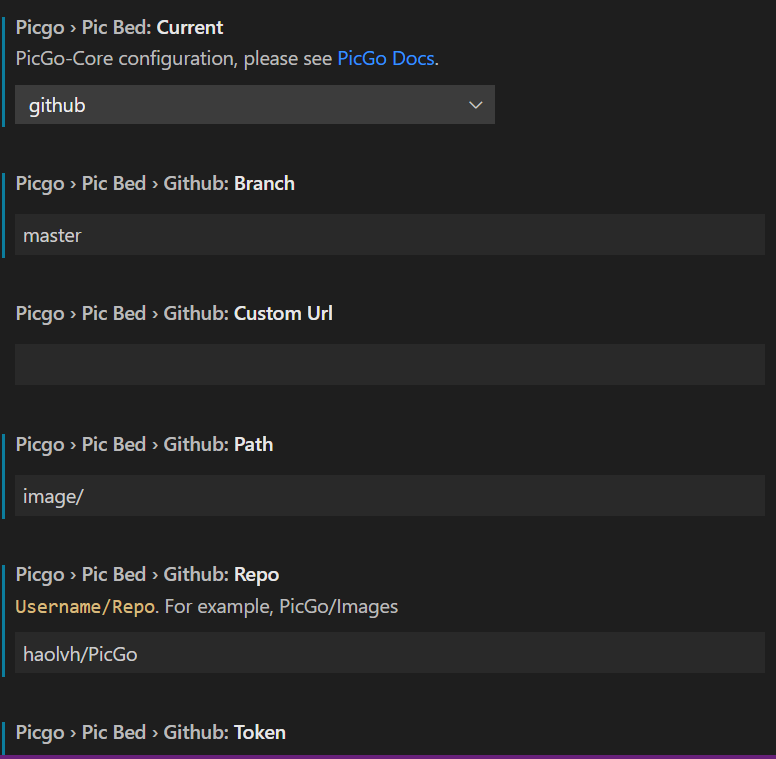 Picgo › Pic Bed: Current
PicGo-Core configuration, please see PicGo Docs.
github
Picgo › Pic Bed › Github: Branch
master
Picgo › Pic Bed › Github: Custom Url
Picgo › Pic Bed › Github: Path
image/
Picgo › Pic Bed › Github: Repo
Username/Repo. For example, PicGo/Images
haolvh/PicGo
Picgo › Pic Bed › Github: Token